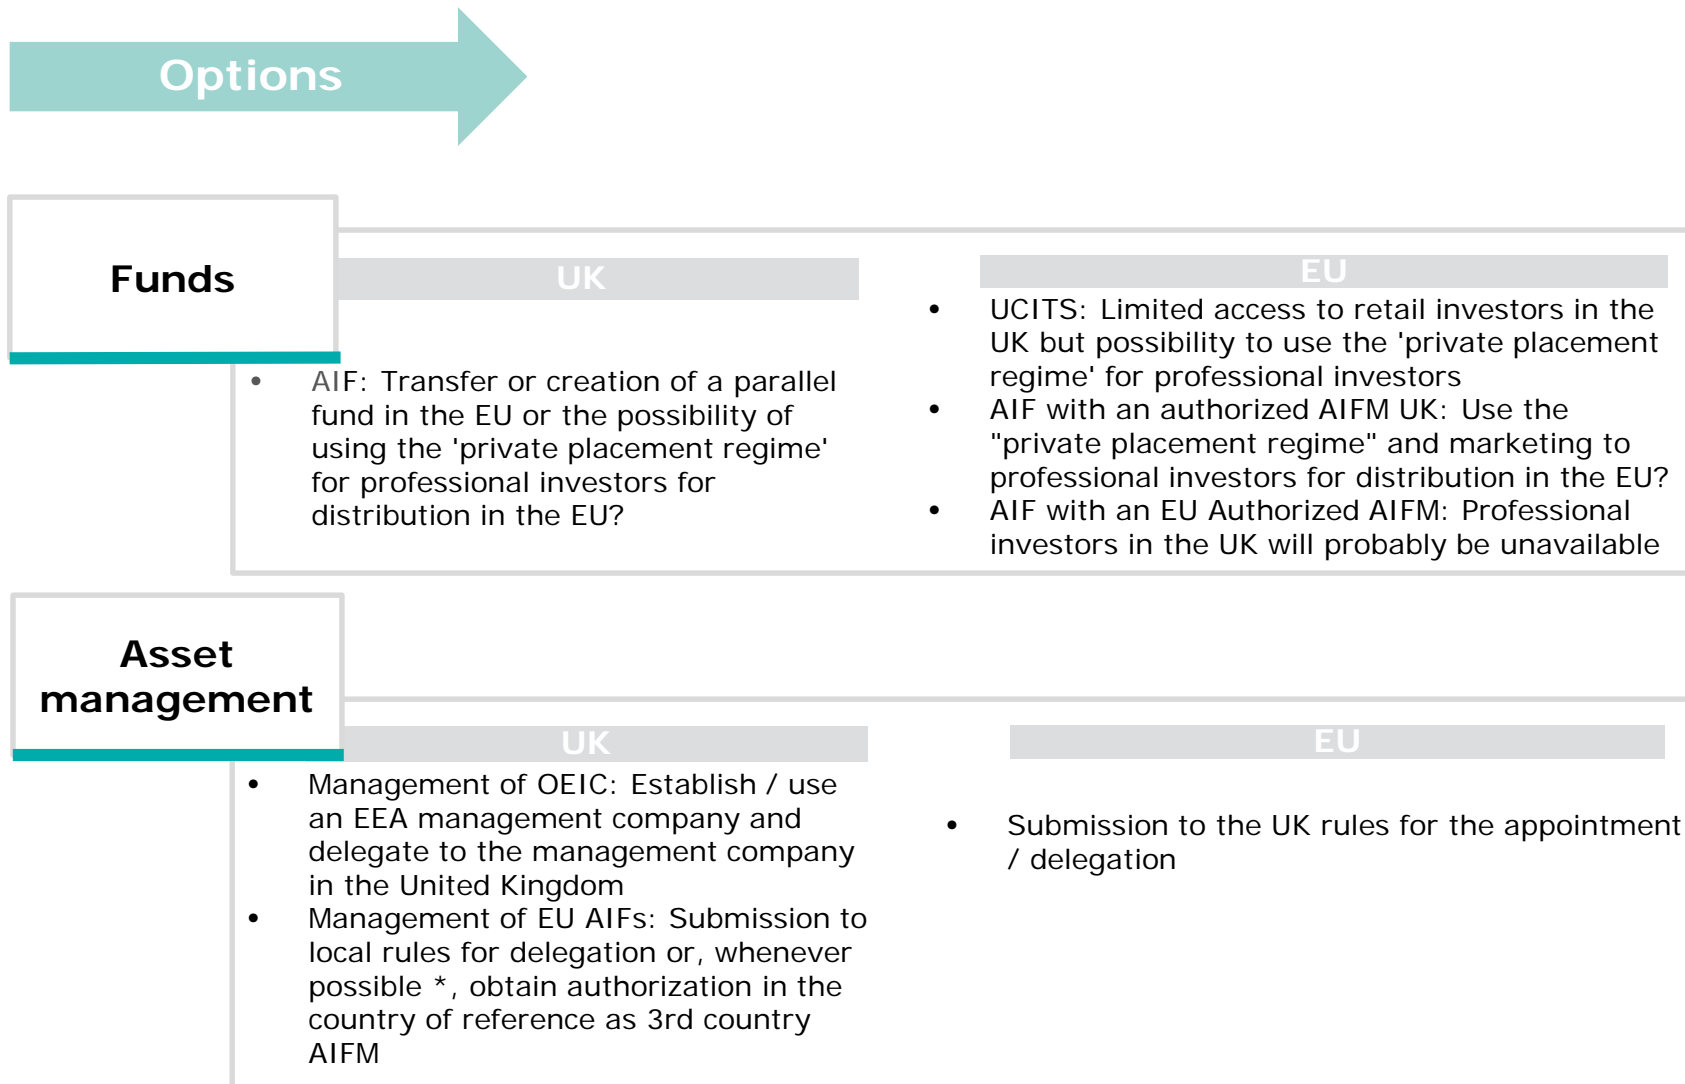 Options
Funds
UK
• AIF: Transfer or creation of a parallel
fund in the EU or the possibility of
using the 'private placement regime'
for professional investors for
distribution in the EU?
EU
• UCITS: Limited access to retail investors in the
UK but possibility to use the 'private placement
regime' for professional investors
• AIF with an authorized AIFM UK: Use the
"private placement regime" and marketing to
professional investors for distribution in the EU?
• AIF with an EU Authorized AIFM: Professional
investors in the UK will probably be unavailable
Asset
management
UK
• Management of OEIC: Establish / use
an EEA management company and
delegate to the management company
in the United Kingdom
• Management of EU AIFs: Submission to
local rules for delegation or, whenever
possible *, obtain authorization in the
country of reference as 3rd country
AIFM
EU
• Submission to the UK rules for the appointment
/ delegation